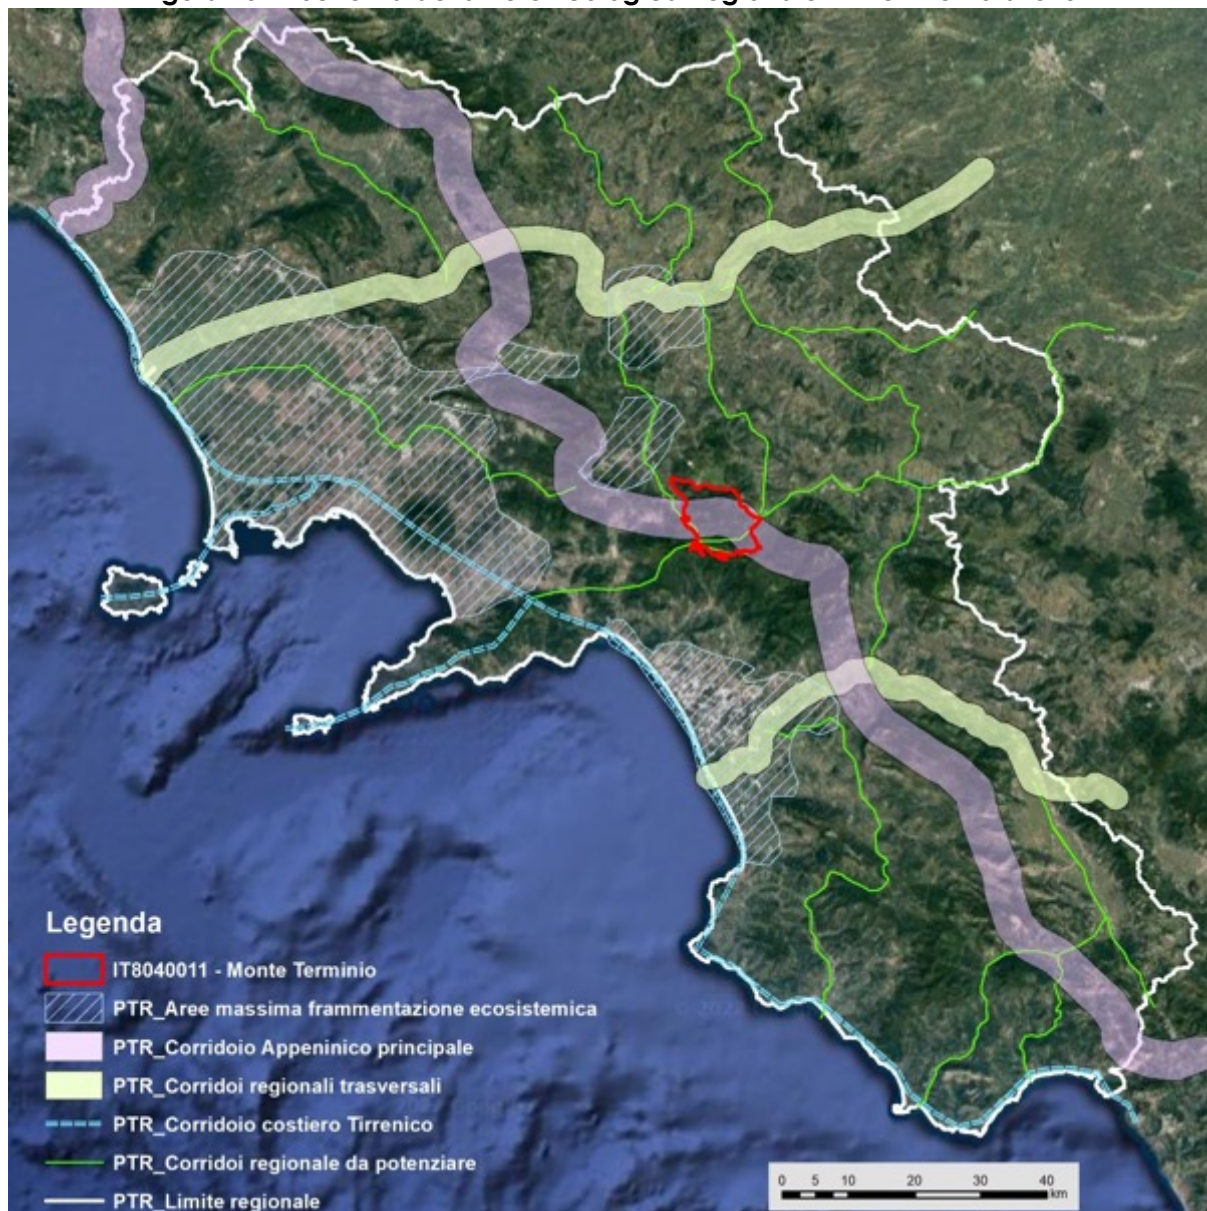 Legenda
IT8040011 - Monte Terminio
PTR_Aree massima frammentazione ecosistemica
PTR_Corridoio Appeninico principale
PTR_Corridoi regionali trasversali
PTR_Corridoio costiero Tirrenico
PTR_Corridoi regionale da potenziare
PTR_Limite regionale
0 5 10 20 30 40
km